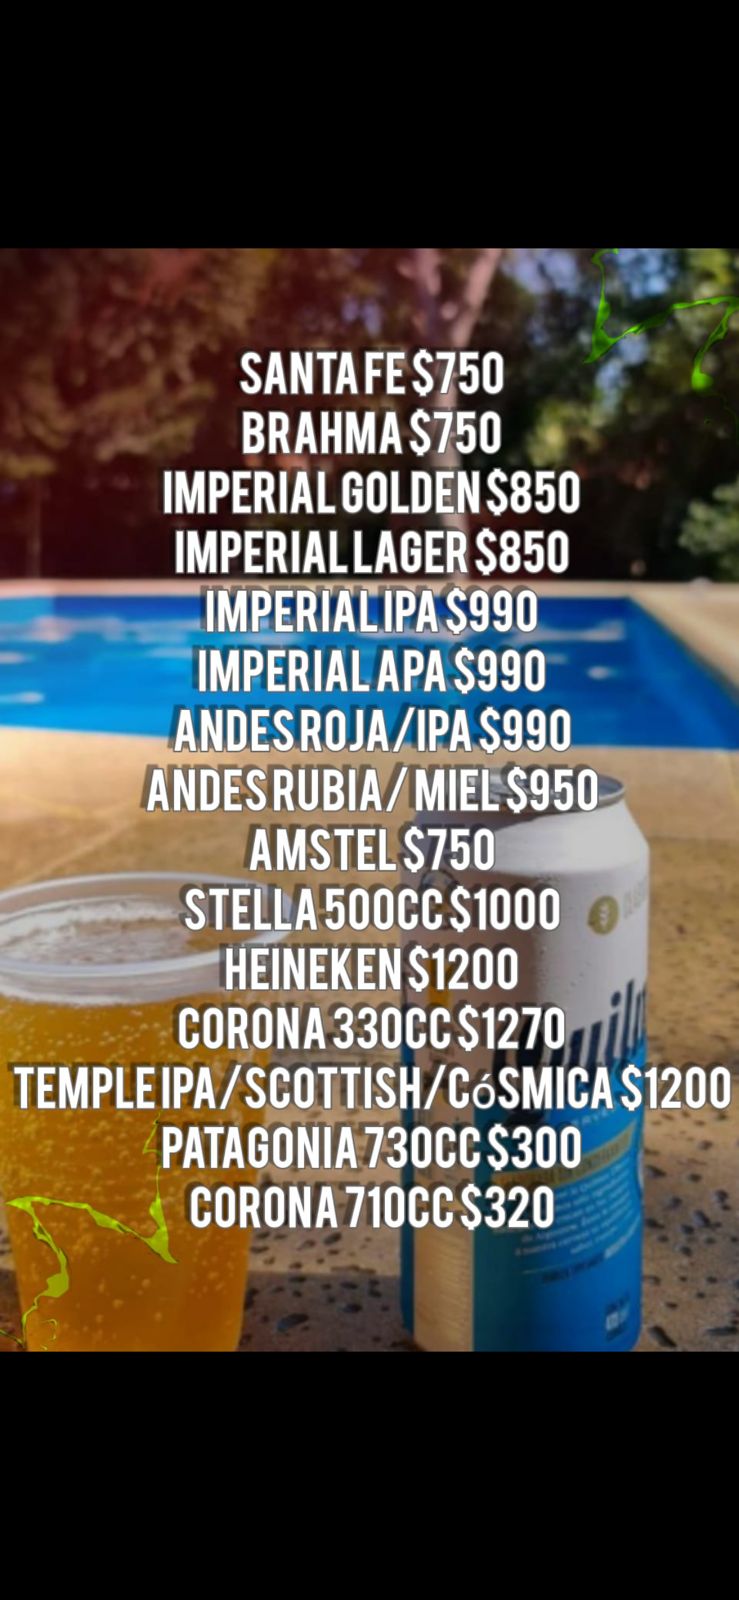 SANTA FE $750
BRAHMA $750
IMPERIAL GOLDEN $850
IMPERIAL LAGER $850
IMPERIAL IPA $990
IMPERIAL APA $990
ANDES ROJA/IPA $990
ANDES RUBIA/ MIEL $950
AMSTEL $750
STELLA 500CC $1000
HEINEKEN $1200
CORONA 330CC $1270
TEMPLE IPA/SCOTTISH/CóSMICA $1200
PATAGONIA 730CC $300
CORONA 710CC $320